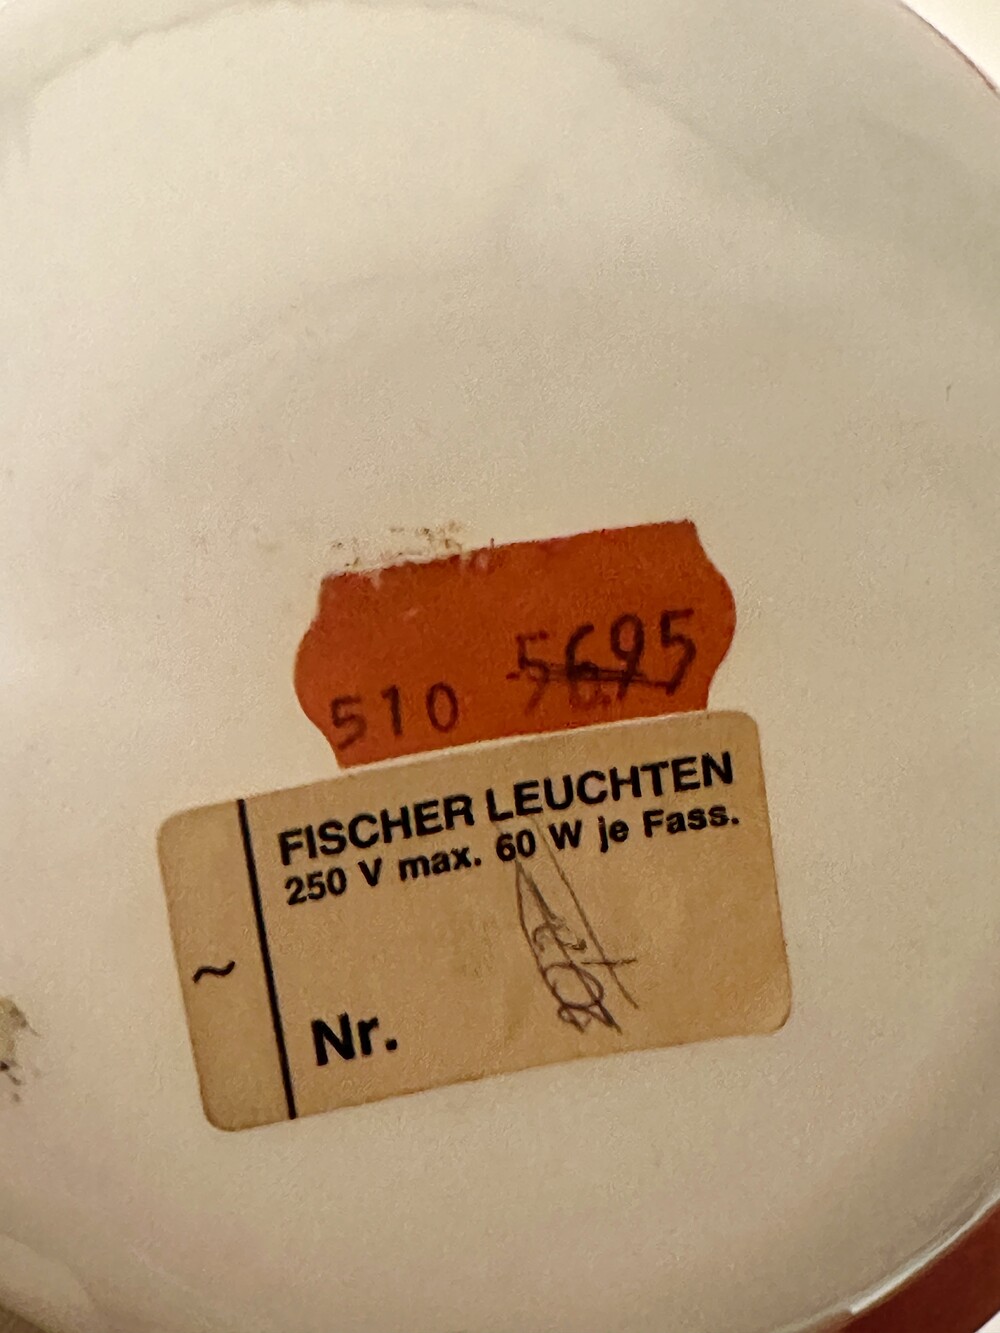 510 5695
FISCHER LEUCHTEN
250 V max. 60 W je Fass.
~
Nr.